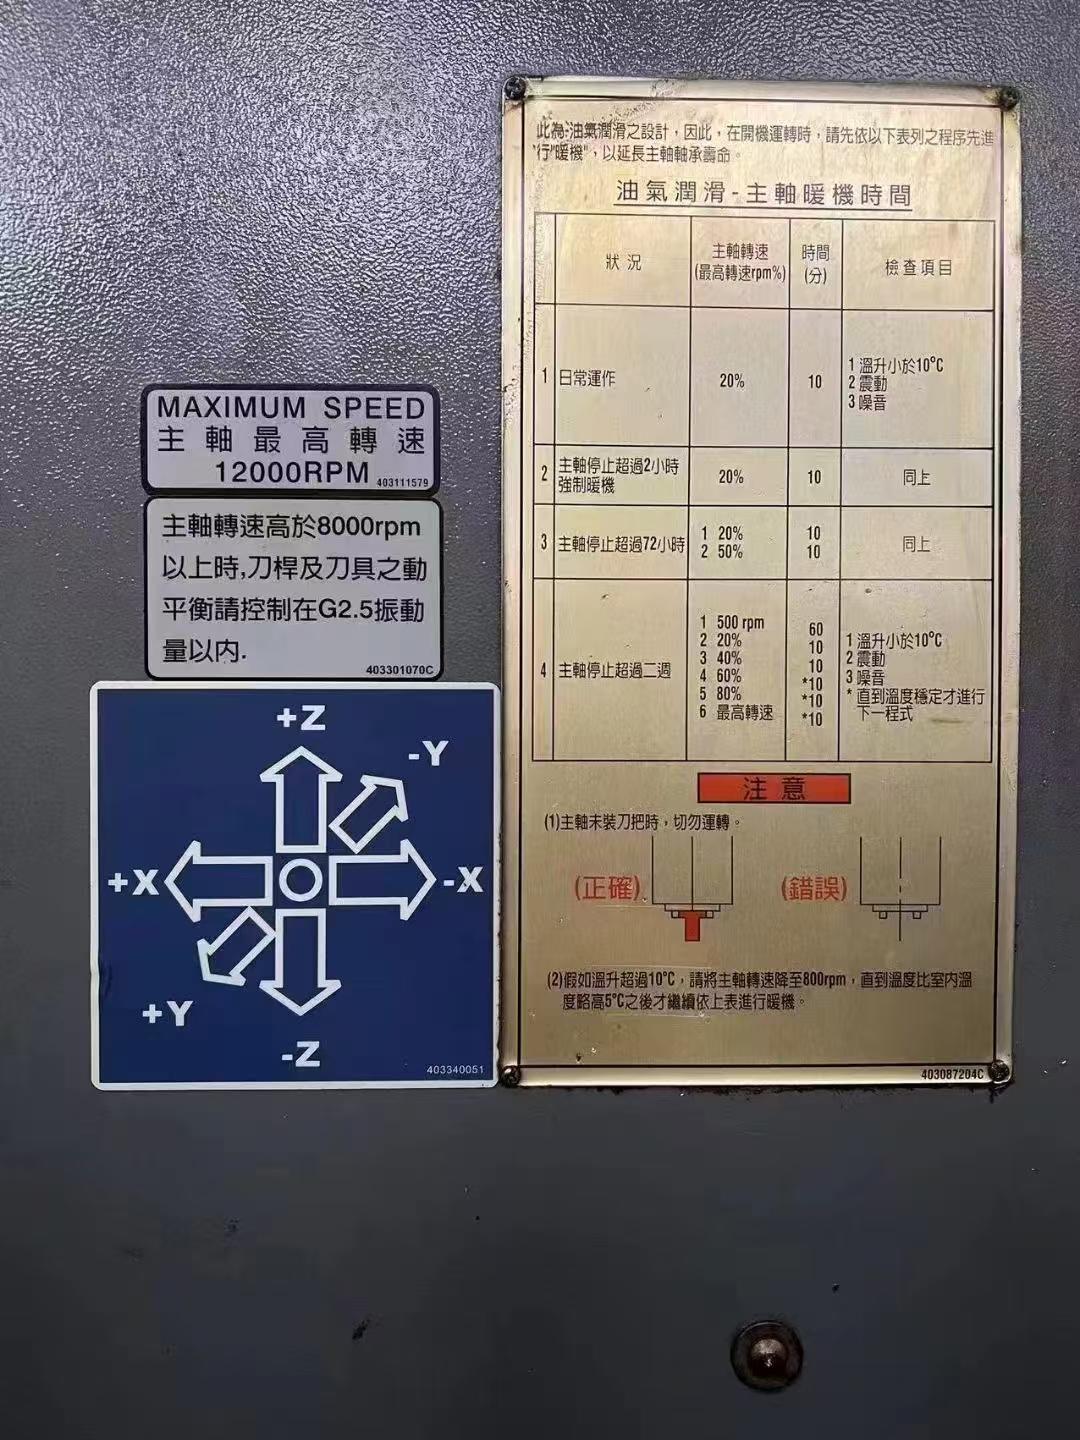 此為-油氣潤滑之設計，因此，在開機運轉時，請先依以下表列之程序先進
行"暖機"，以延長主軸軸承壽命。
油氣潤滑-主軸暖機時間
狀況 主軸轉速 (最高轉速rpm%) 時間 (分) 檢查項目
1 日常運作 20% 10
1 溫升小於10°C
2 震動
3 噪音
2 主軸停止超過2小時 20% 10 同上
強制暖機
3 主軸停止超過72小時 1 20% 10 同上
2 50% 10
4 主軸停止超過二週
1 500 rpm 60
2 20% 10
3 40% 10
4 60% *10
5 80% *10
6 最高轉速 *10
1 溫升小於10°C
2 震動
3 噪音
* 直到溫度穩定才進行
下一程式
注意
(1)主軸未裝刀把時，切勿運轉。
(正確) (錯誤)
(2)假如溫升超過10°C，請將主軸轉速降至800rpm，直到溫度比室內溫
度略高5°C之後才繼續依上表進行暖機。
403087204C
MAXIMUM SPEED
主軸最高轉速
12000RPM 403111579
主軸轉速高於8000rpm
以上時,刀桿及刀具之動
平衡請控制在G2.5振動
量以內.
403301070C
+Z
-Y
+X -X
+Y
-Z
403340051